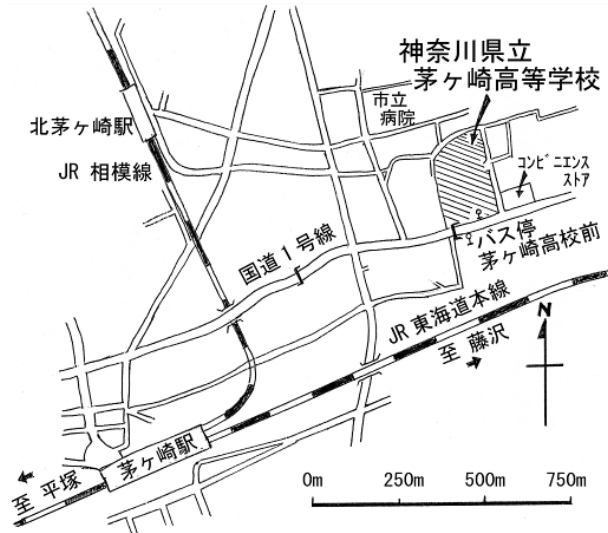 神奈川県立
茅ヶ崎高等学校
市立
病院
北茅ヶ崎駅
JR 相模線
コンビニエンス
ストア
国道1号線
バス停
茅ヶ崎高校前
JR 東海道本線
至 藤沢
N
茅ヶ崎駅
至 平塚
0m 250m 500m 750m